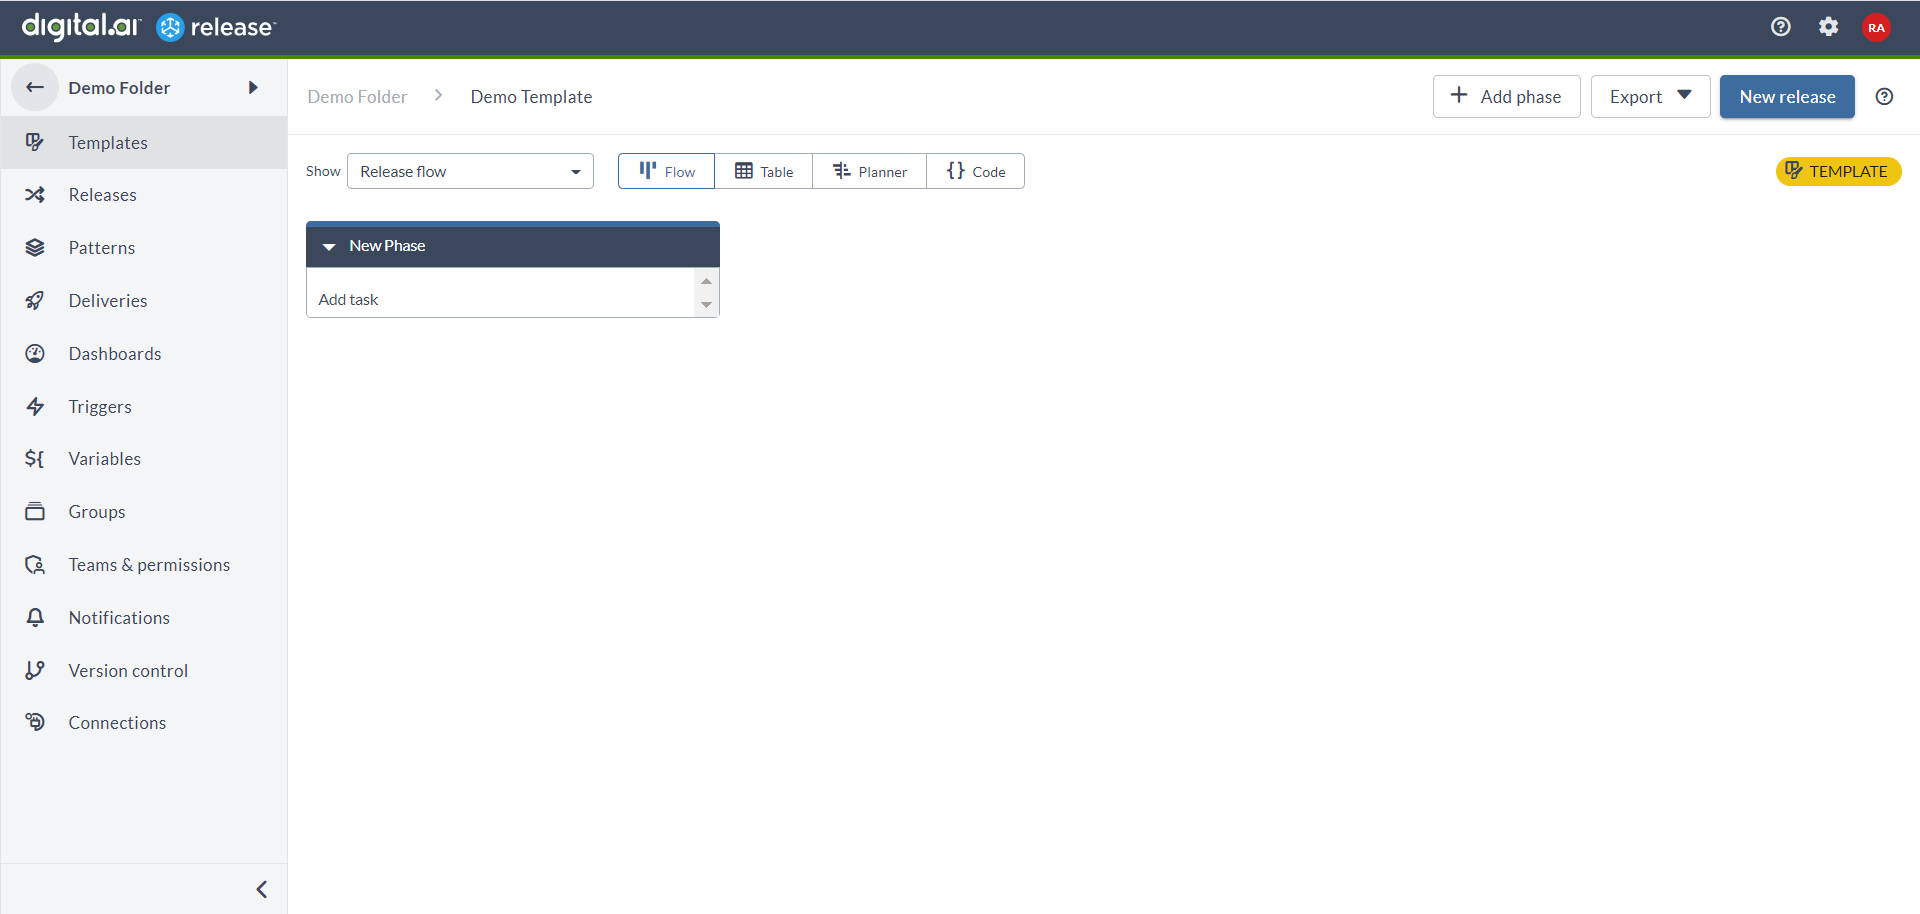 digital.ai release
RA
Demo Folder
Demo Folder > Demo Template
+ Add phase
Export
New release
Templates
Releases
Patterns
Deliveries
Dashboards
Triggers
Variables
Groups
Teams & permissions
Notifications
Version control
Connections
Show
Release flow
Flow
Table
Planner
{} Code
TEMPLATE
New Phase
Add task